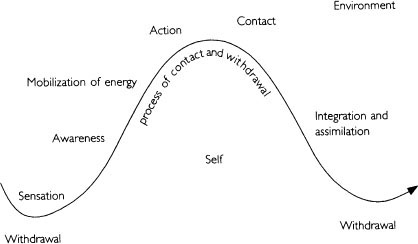 Environment
Contact
Action
process of contact and withdrawal
Mobilization of energy
Integration and
assimilation
Awareness
Self
Sensation
Withdrawal
Withdrawal